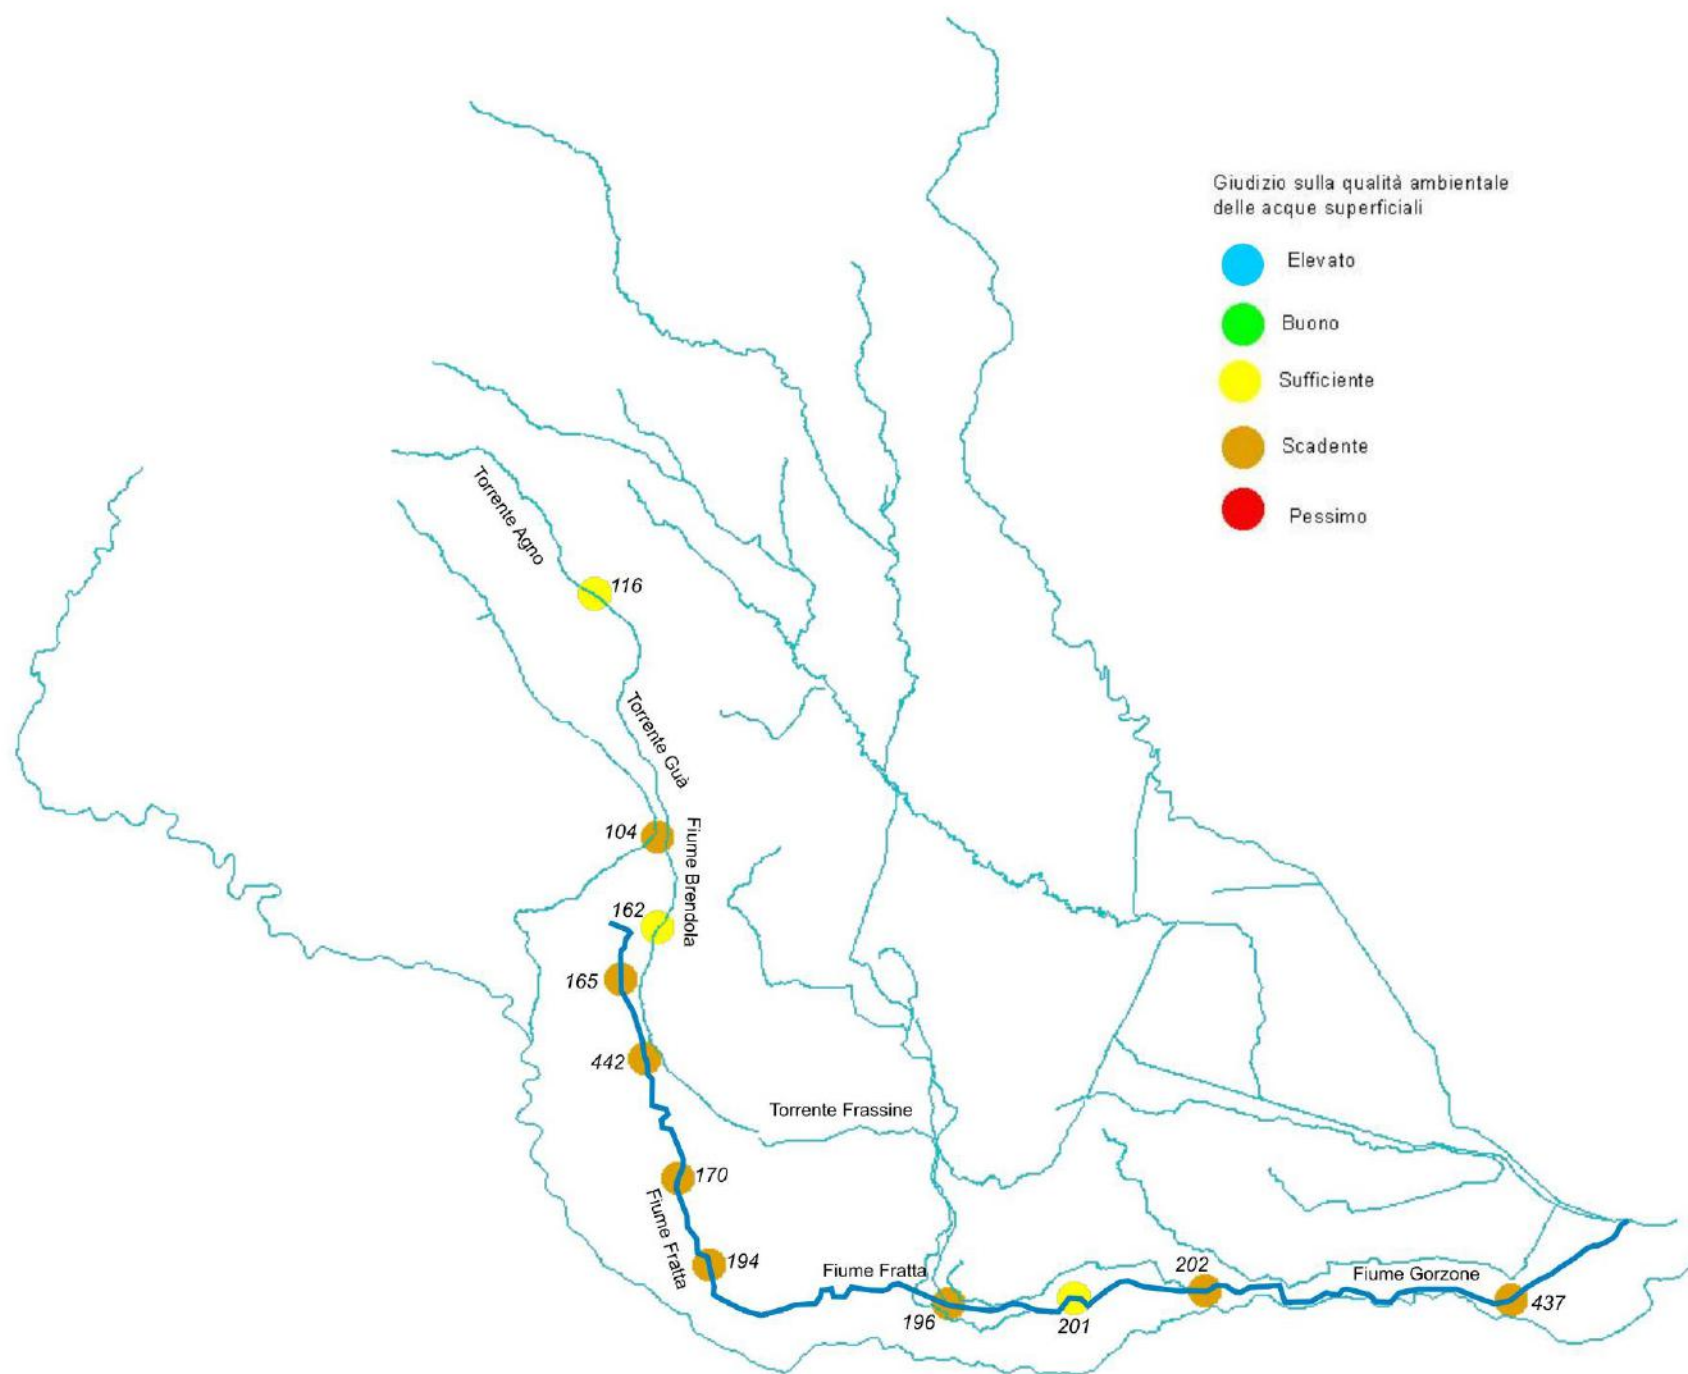 Giudizio sulla qualità ambientale
delle acque superficiali
Elevato
Buono
Sufficiente
Scadente
Pessimo
Torrente Agno
116
Torrente Guà
104
Fiume Brendola
162
165
442
Torrente Frassine
170
Fiume Fratta
194
Fiume Fratta
202
Fiume Gorzone
196
201
437